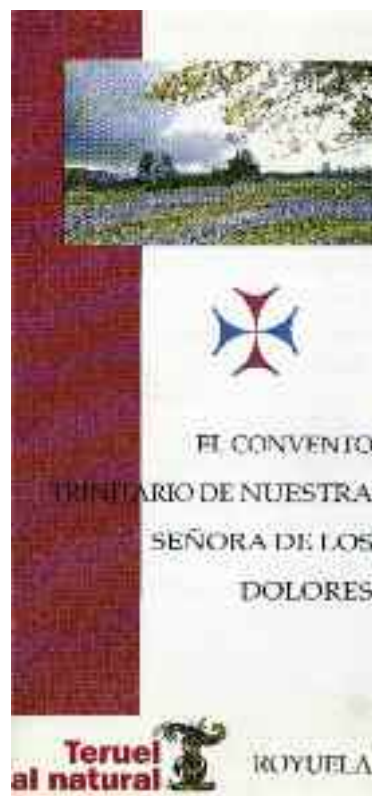 EL CONVENTO
TRINITARIO DE NUESTRA
SEÑORA DE LOS
DOLORES
Teruel
al natural
ROYUELA